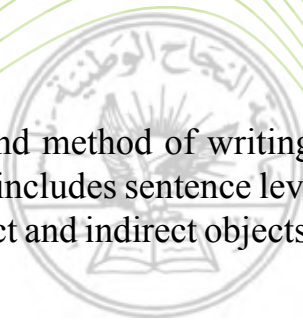 النجاح الوطنية
nd method of writing
includes sentence lev
ct and indirect objects